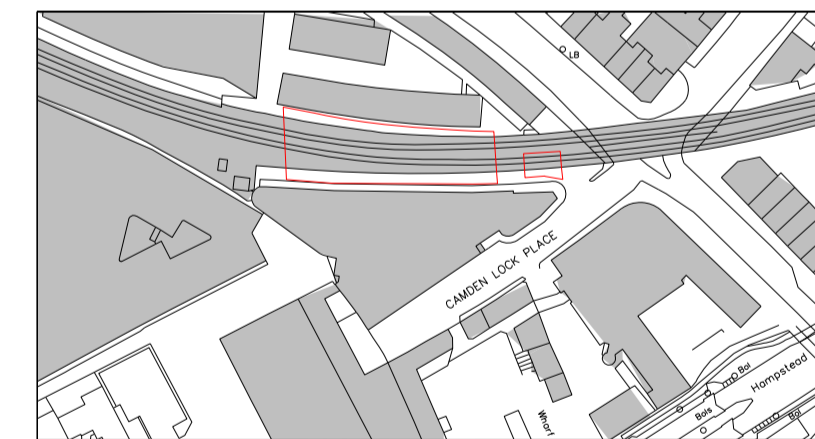 LB
CAMDEN LOCK PLACE
Bol
Hampstead
Bols
Bol
Wharf